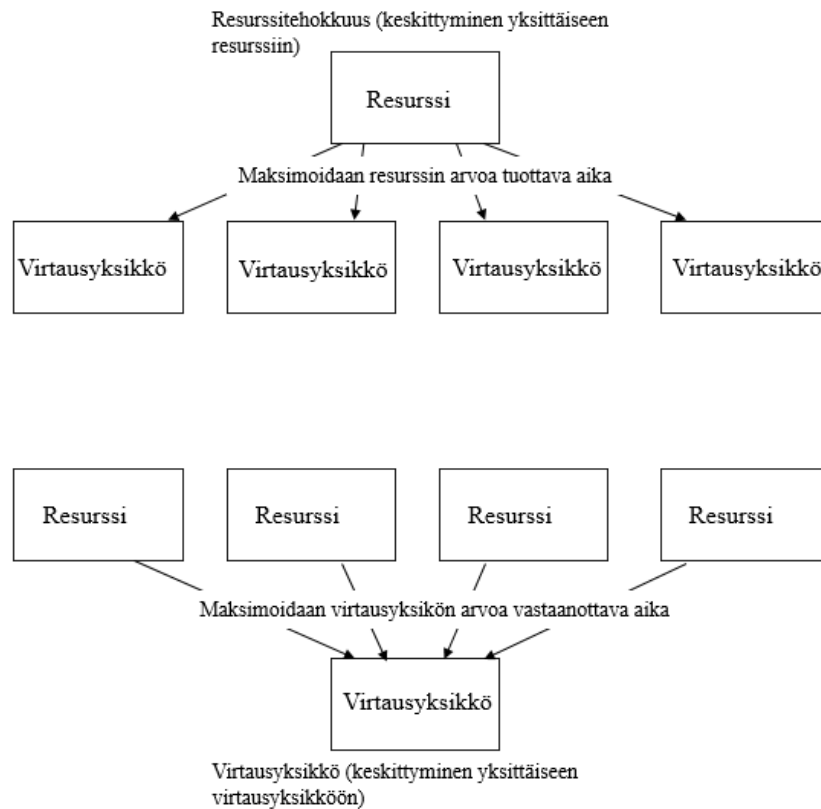 Resurssitehokkuus (keskittyminen yksittäiseen
resurssiin)
Resurssi
Maksimoidaan resurssin arvoa tuottava aika
Virtausyksikkö Virtausyksikkö Virtausyksikkö Virtausyksikkö
Resurssi Resurssi Resurssi Resurssi
Maksimoidaan virtausyksikön arvoa vastaanottava aika
Virtausyksikkö
Virtausyksikkö (keskittyminen yksittäiseen
virtausyksikköön)